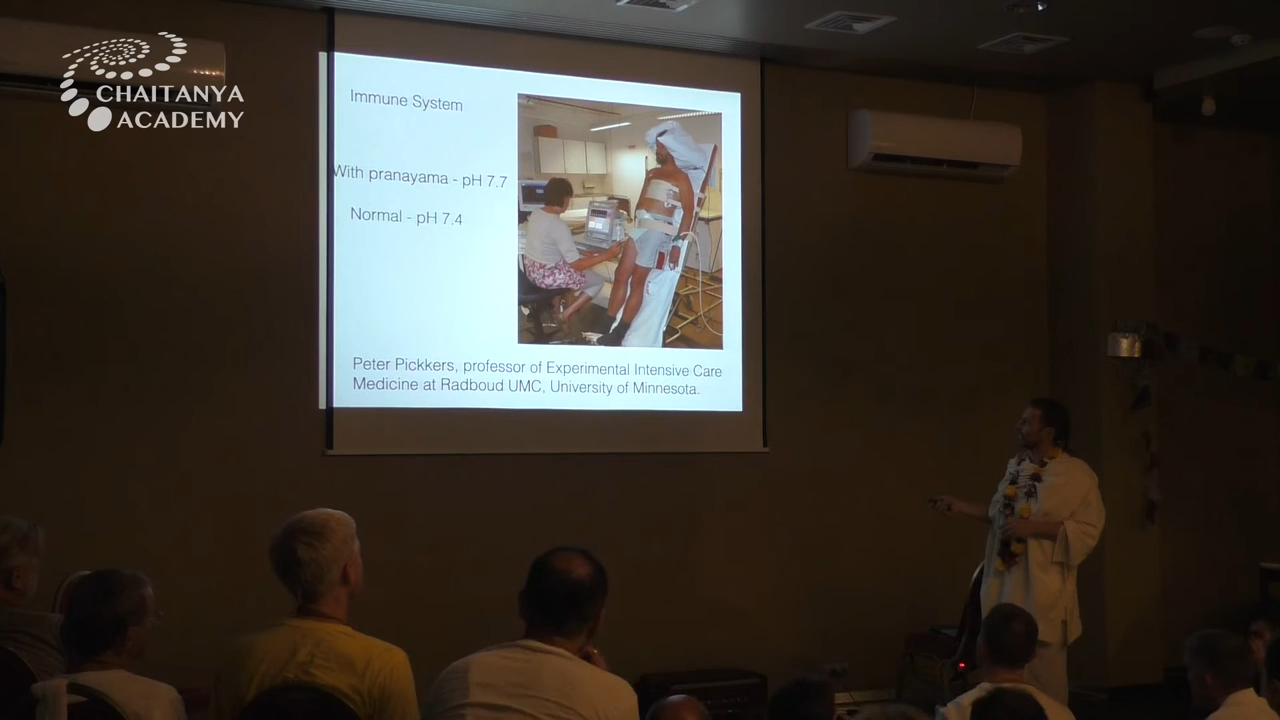 CHAITANYA
ACADEMY
Immune System
With pranayama - pH 7.7
Normal - pH 7.4
Peter Pickkers, professor of Experimental Intensive Care
Medicine at Radboud UMC, University of Minnesota.